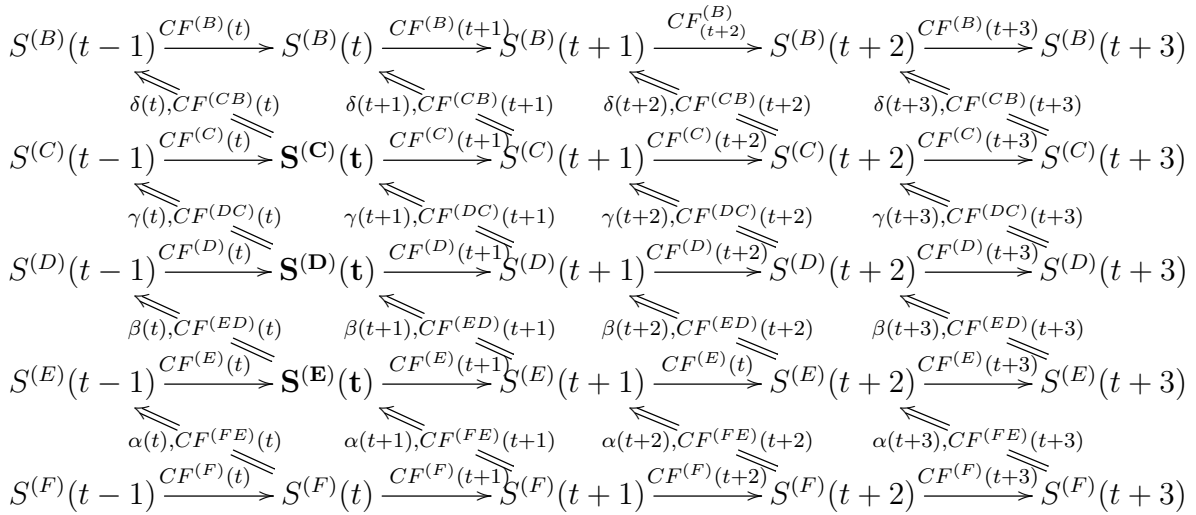 CF^{(B)}(t) CF^{(B)}(t+1) CF^{(B)}_{(t+2)} CF^{(B)}(t+3)
S^{(B)}(t−1) S^{(B)}(t) S^{(B)}(t+1) S^{(B)}(t+2) S^{(B)}(t+3)
δ(t),CF^{(CB)}(t) δ(t+1),CF^{(CB)}(t+1) δ(t+2),CF^{(CB)}(t+2) δ(t+3),CF^{(CB)}(t+3)
CF^{(C)}(t) CF^{(C)}(t+1) CF^{(C)}(t+2) CF^{(C)}(t+3)
S^{(C)}(t−1) S^{(C)}(t) S^{(C)}(t+1) S^{(C)}(t+2) S^{(C)}(t+3)
γ(t),CF^{(DC)}(t) γ(t+1),CF^{(DC)}(t+1) γ(t+2),CF^{(DC)}(t+2) γ(t+3),CF^{(DC)}(t+3)
CF^{(D)}(t) CF^{(D)}(t+1) CF^{(D)}(t+2) CF^{(D)}(t+3)
S^{(D)}(t−1) S^{(D)}(t) S^{(D)}(t+1) S^{(D)}(t+2) S^{(D)}(t+3)
β(t),CF^{(ED)}(t) β(t+1),CF^{(ED)}(t+1) β(t+2),CF^{(ED)}(t+2) β(t+3),CF^{(ED)}(t+3)
CF^{(E)}(t) CF^{(E)}(t+1) CF^{(E)}(t) CF^{(E)}(t+3)
S^{(E)}(t−1) S^{(E)}(t) S^{(E)}(t+1) S^{(E)}(t+2) S^{(E)}(t+3)
α(t),CF^{(FE)}(t) α(t+1),CF^{(FE)}(t+1) α(t+2),CF^{(FE)}(t+2) α(t+3),CF^{(FE)}(t+3)
CF^{(F)}(t) CF^{(F)}(t+1) CF^{(F)}(t+2) CF^{(F)}(t+3)
S^{(F)}(t−1) S^{(F)}(t) S^{(F)}(t+1) S^{(F)}(t+2) S^{(F)}(t+3)